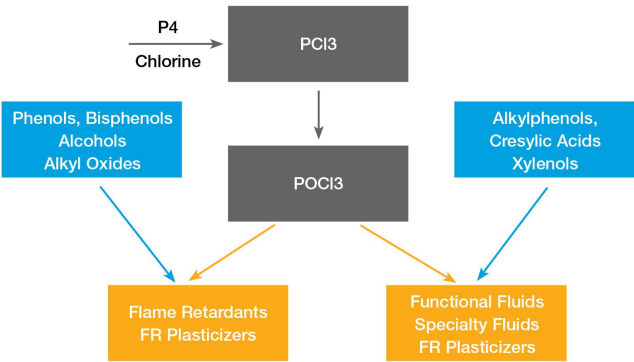 P4
Chlorine
PCl3
Phenols, Bisphenols
Alcohols
Alkyl Oxides
Alkylphenols,
Cresylic Acids
Xylenols
POCl3
Flame Retardants
FR Plasticizers
Functional Fluids
Specialty Fluids
FR Plasticizers